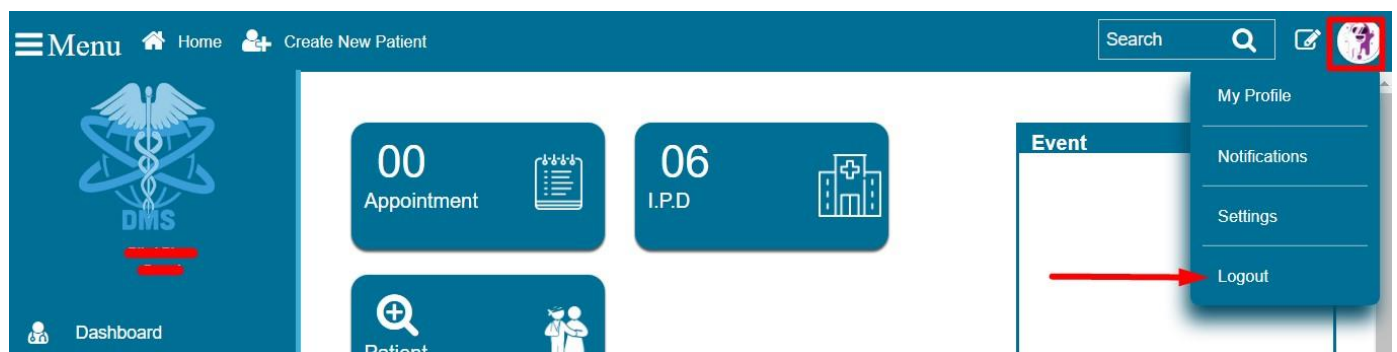 Menu Home Create New Patient Search
My Profile
Notifications
Settings
Logout
DMS
Dashboard
00
Appointment
06
I.P.D
Patient
Event